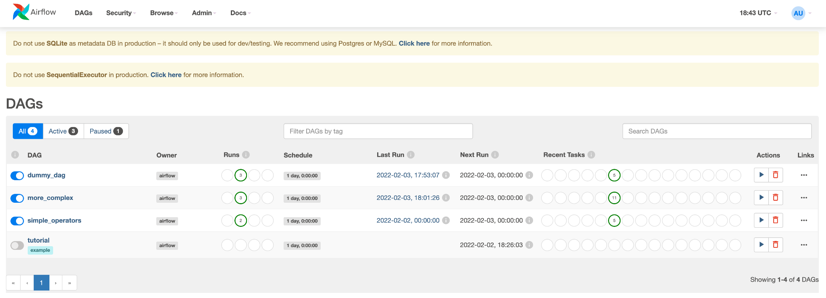 Airflow DAGs Security Browse Admin Docs 18:43 UTC AU
Do not use SQLite as metadata DB in production – it should only be used for dev/testing. We recommend using Postgres or MySQL. Click here for more information.
Do not use SequentialExecutor in production. Click here for more information.
DAGs
All 4 Active 3 Paused 1 Filter DAGs by tag Search DAGs
DAG Owner Runs Schedule Last Run Next Run Recent Tasks Actions Links
dummy_dag airflow 3 1 day, 0:00:00 2022-02-03, 17:53:07 2022-02-03, 00:00:00 6
more_complex airflow 3 1 day, 0:00:00 2022-02-03, 18:01:26 2022-02-03, 00:00:00 11
simple_operators airflow 2 1 day, 0:00:00 2022-02-02, 00:00:00 2022-02-03, 00:00:00
tutorial airflow 1 day, 0:00:00 2022-02-02, 18:26:03
example
« ‹ 1 › » Showing 1-4 of 4 DAGs